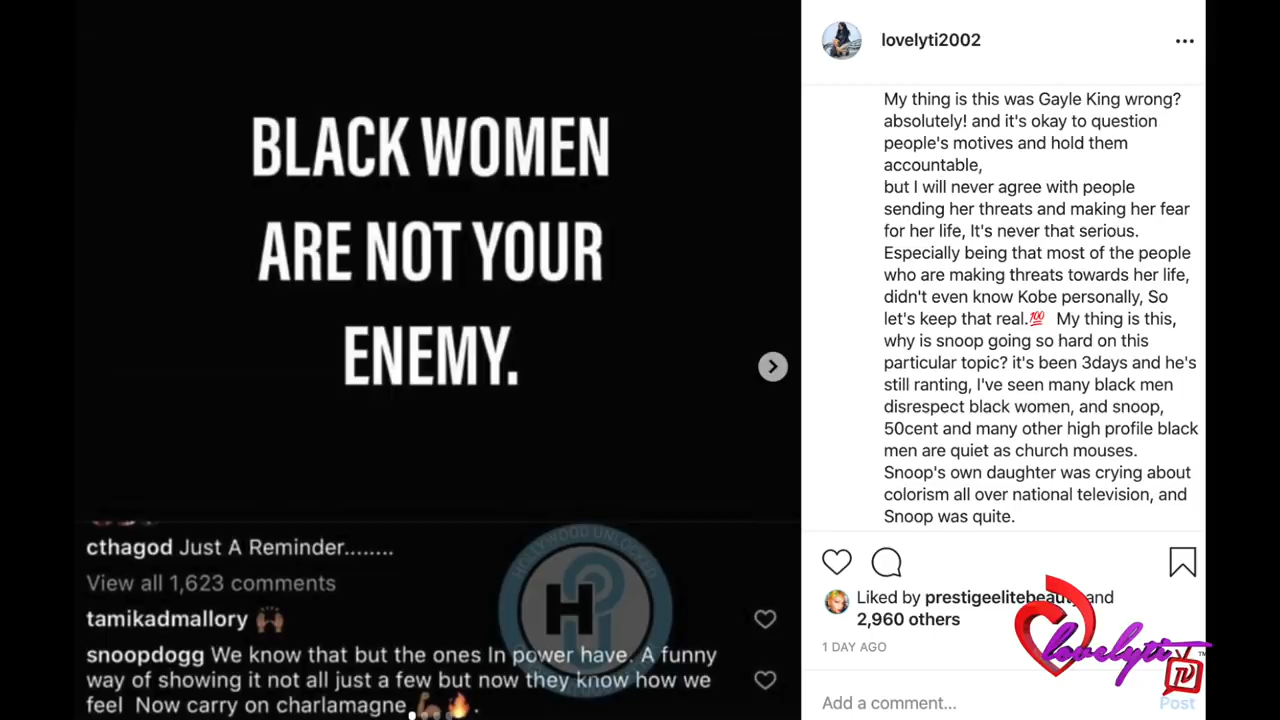 BLACK WOMEN
ARE NOT YOUR
ENEMY.
cthagod Just A Reminder........
View all 1,623 comments
tamikadmallory 🙌🏽
snoopdogg We know that but the ones In power have. A funny
way of showing it not all just a few but now they know how we
feel Now carry on charlamagne 💪🏾🔥.
HOLLYWOOD UNLOCKED
H
lovelyti2002
My thing is this was Gayle King wrong?
absolutely! and it's okay to question
people's motives and hold them
accountable,
but I will never agree with people
sending her threats and making her fear
for her life, It's never that serious.
Especially being that most of the people
who are making threats towards her life,
didn't even know Kobe personally, So
let's keep that real.💯 My thing is this,
why is snoop going so hard on this
particular topic? it's been 3days and he's
still ranting, I've seen many black men
disrespect black women, and snoop,
50cent and many other high profile black
men are quiet as church mouses.
Snoop's own daughter was crying about
colorism all over national television, and
Snoop was quite.
Liked by prestigeelitebeauty and
2,960 others
1 DAY AGO
lovelyti TV
TM
Add a comment...
Post